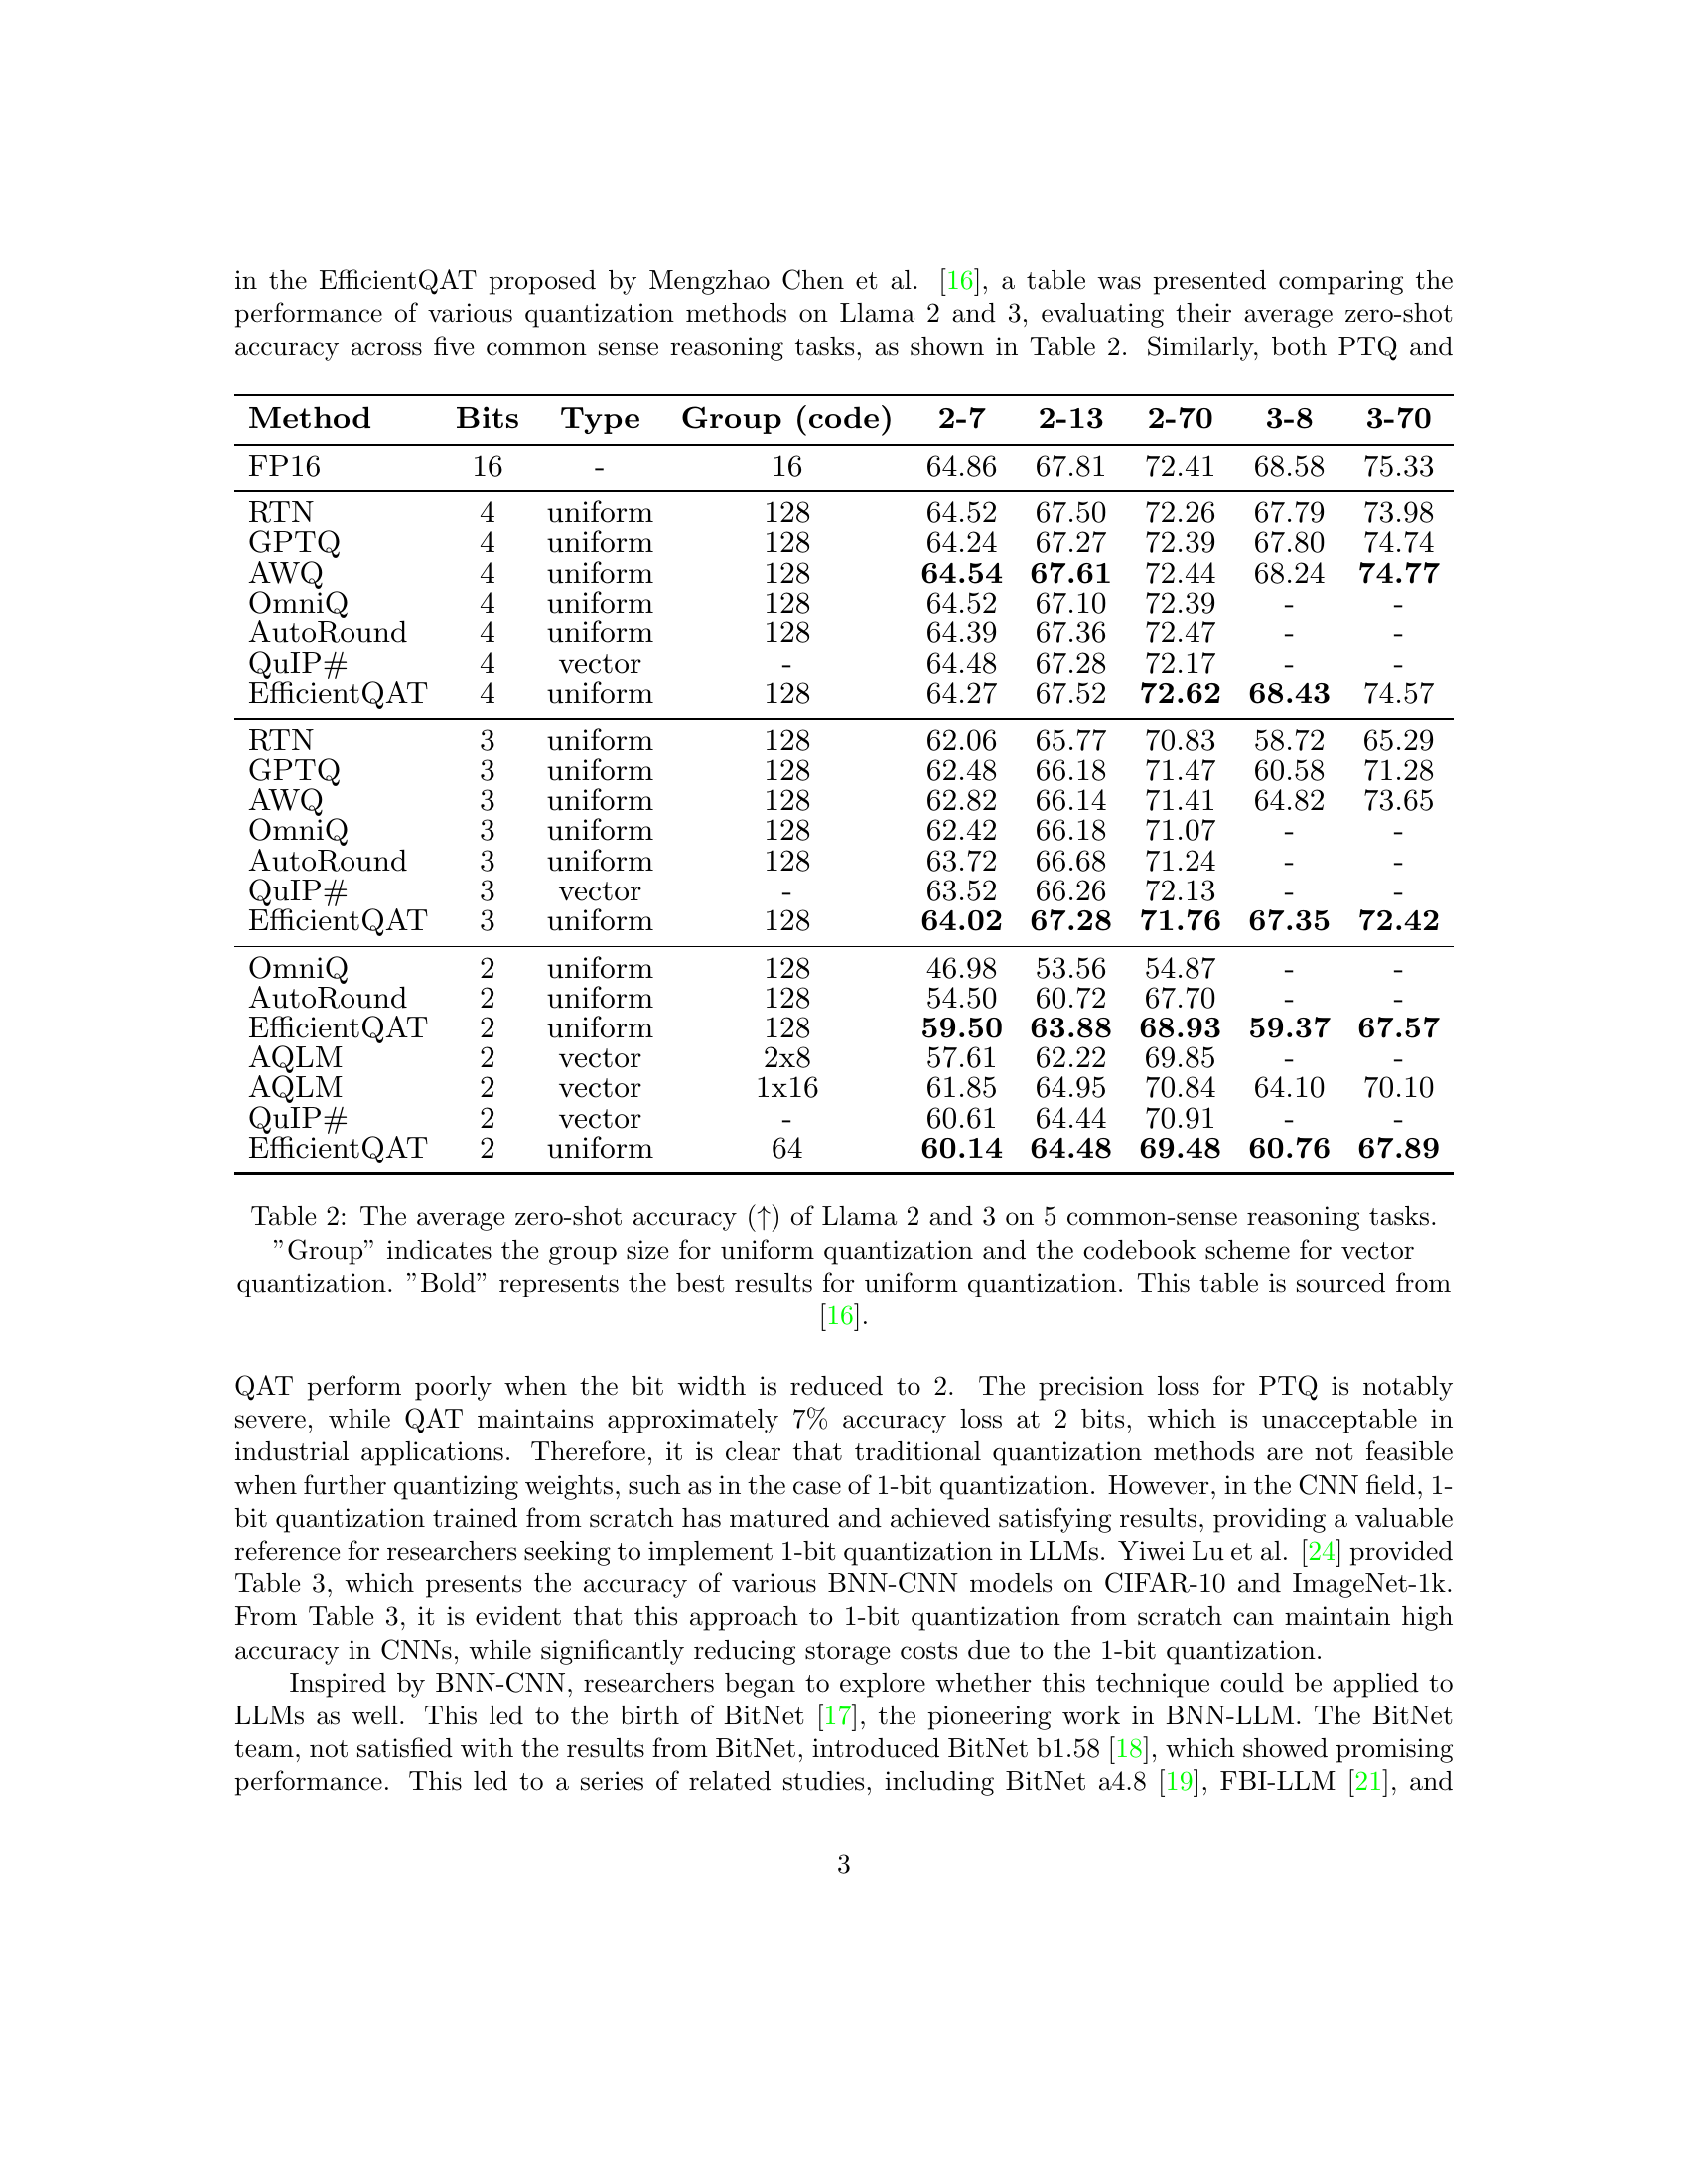 in the EfficientQAT proposed by Mengzhao Chen et al. [16], a table was presented comparing the
performance of various quantization methods on Llama 2 and 3, evaluating their average zero-shot
accuracy across five common sense reasoning tasks, as shown in Table 2. Similarly, both PTQ and
Method Bits Type Group (code) 2-7 2-13 2-70 3-8 3-70
FP16 16 - 16 64.86 67.81 72.41 68.58 75.33
RTN 4 uniform 128 64.52 67.50 72.26 67.79 73.98
GPTQ 4 uniform 128 64.24 67.27 72.39 67.80 74.74
AWQ 4 uniform 128 64.54 67.61 72.44 68.24 74.77
OmniQ 4 uniform 128 64.52 67.10 72.39 - -
AutoRound 4 uniform 128 64.39 67.36 72.47 - -
QuIP# 4 vector - 64.48 67.28 72.17 - -
EfficientQAT 4 uniform 128 64.27 67.52 72.62 68.43 74.57
RTN 3 uniform 128 62.06 65.77 70.83 58.72 65.29
GPTQ 3 uniform 128 62.48 66.18 71.47 60.58 71.28
AWQ 3 uniform 128 62.82 66.14 71.41 64.82 73.65
OmniQ 3 uniform 128 62.42 66.18 71.07 - -
AutoRound 3 uniform 128 63.72 66.68 71.24 - -
QuIP# 3 vector - 63.52 66.26 72.13 - -
EfficientQAT 3 uniform 128 64.02 67.28 71.76 67.35 72.42
OmniQ 2 uniform 128 46.98 53.56 54.87 - -
AutoRound 2 uniform 128 54.50 60.72 67.70 - -
EfficientQAT 2 uniform 128 59.50 63.88 68.93 59.37 67.57
AQLM 2 vector 2x8 57.61 62.22 69.85 - -
AQLM 2 vector 1x16 61.85 64.95 70.84 64.10 70.10
QuIP# 2 vector - 60.61 64.44 70.91 - -
EfficientQAT 2 uniform 64 60.14 64.48 69.48 60.76 67.89
Table 2: The average zero-shot accuracy (↑) of Llama 2 and 3 on 5 common-sense reasoning tasks.
”Group” indicates the group size for uniform quantization and the codebook scheme for vector
quantization. ”Bold” represents the best results for uniform quantization. This table is sourced from
[16].
QAT perform poorly when the bit width is reduced to 2. The precision loss for PTQ is notably
severe, while QAT maintains approximately 7% accuracy loss at 2 bits, which is unacceptable in
industrial applications. Therefore, it is clear that traditional quantization methods are not feasible
when further quantizing weights, such as in the case of 1-bit quantization. However, in the CNN field, 1-
bit quantization trained from scratch has matured and achieved satisfying results, providing a valuable
reference for researchers seeking to implement 1-bit quantization in LLMs. Yiwei Lu et al. [24] provided
Table 3, which presents the accuracy of various BNN-CNN models on CIFAR-10 and ImageNet-1k.
From Table 3, it is evident that this approach to 1-bit quantization from scratch can maintain high
accuracy in CNNs, while significantly reducing storage costs due to the 1-bit quantization.
Inspired by BNN-CNN, researchers began to explore whether this technique could be applied to
LLMs as well. This led to the birth of BitNet [17], the pioneering work in BNN-LLM. The BitNet
team, not satisfied with the results from BitNet, introduced BitNet b1.58 [18], which showed promising
performance. This led to a series of related studies, including BitNet a4.8 [19], FBI-LLM [21], and
3